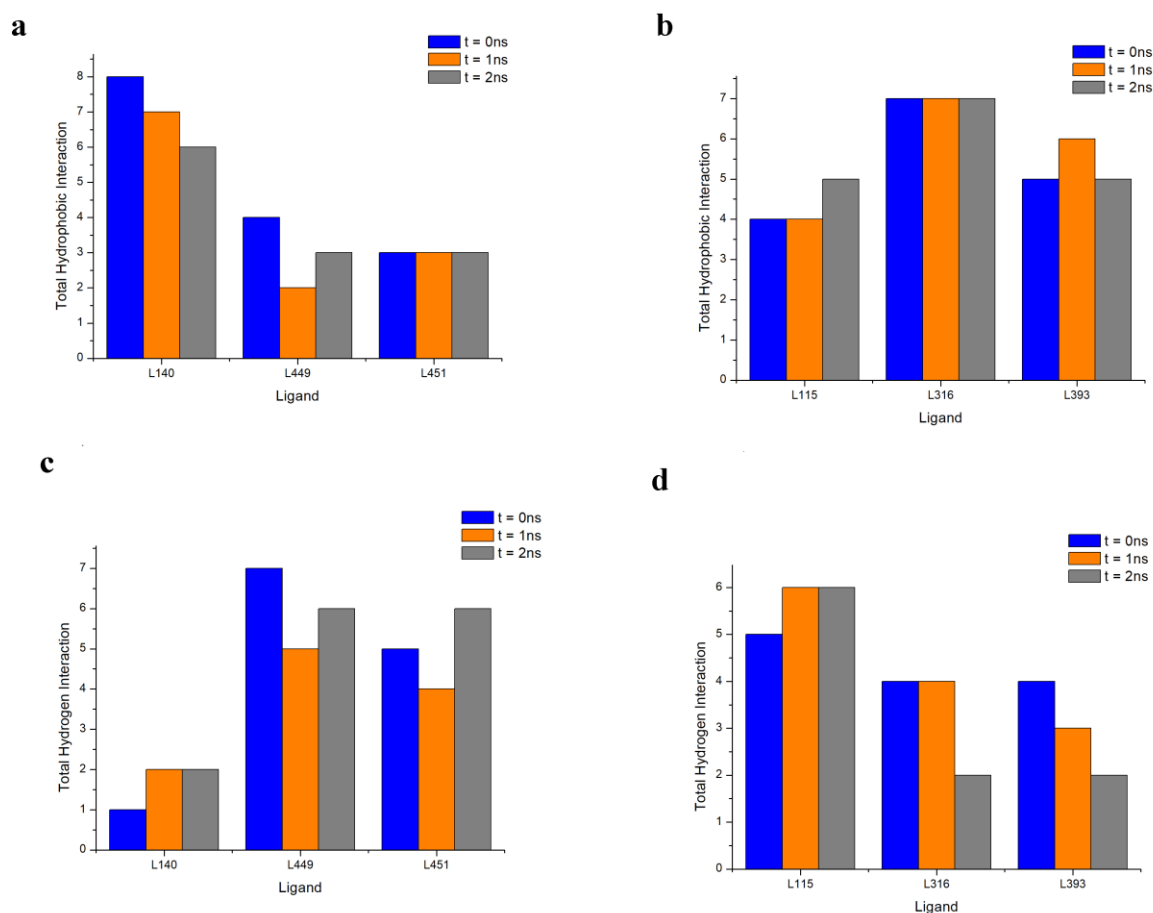 a
t = 0ns
t = 1ns
t = 2ns
Total Hydrophobic Interaction
8
7
6
5
4
3
2
1
0
L140 L449 L451
Ligand
b
t = 0ns
t = 1ns
t = 2ns
Total Hydrophobic Interaction
7
6
5
4
3
2
1
0
L115 L316 L393
Ligand
c
t = 0ns
t = 1ns
t = 2ns
Total Hydrogen Interaction
7
6
5
4
3
2
1
0
L140 L449 L451
Ligand
d
t = 0ns
t = 1ns
t = 2ns
Total Hydrogen Interaction
6
5
4
3
2
1
0
L115 L316 L393
Ligand